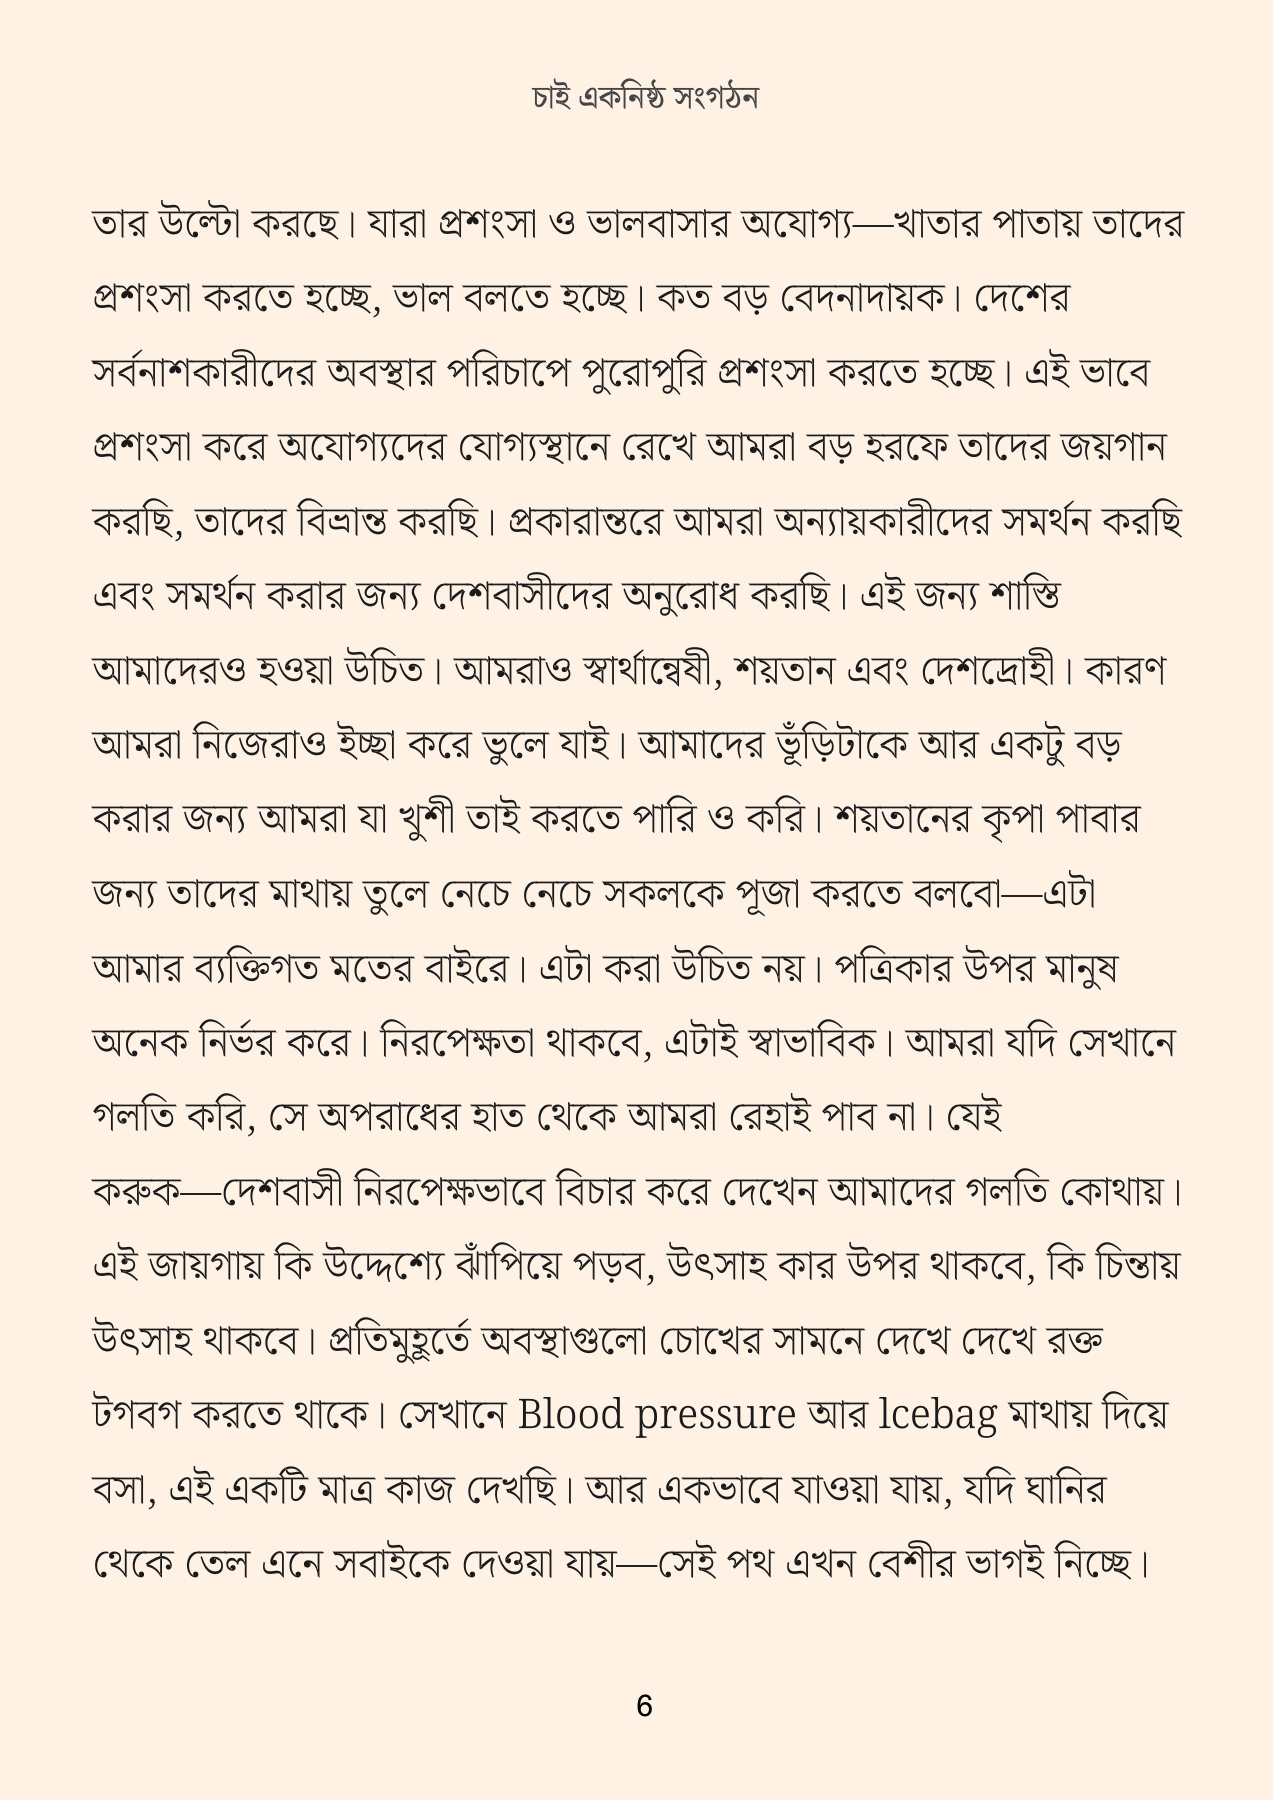 চাই একনিষ্ঠ সংগঠন
তার উল্টো করছে। যারা প্রশংসা ও ভালবাসার অযোগ্য—খাতার পাতায় তাদের
প্রশংসা করতে হচ্ছে, ভাল বলতে হচ্ছে। কত বড় বেদনাদায়ক। দেশের
সর্বনাশকারীদের অবস্থার পরিচাপে পুরোপুরি প্রশংসা করতে হচ্ছে। এই ভাবে
প্রশংসা করে অযোগ্যদের যোগ্যস্থানে রেখে আমরা বড় হরফে তাদের জয়গান
করছি, তাদের বিভ্রান্ত করছি। প্রকারান্তরে আমরা অন্যায়কারীদের সমর্থন করছি
এবং সমর্থন করার জন্য দেশবাসীদের অনুরোধ করছি। এই জন্য শাস্তি
আমাদেরও হওয়া উচিত। আমরাও স্বার্থান্বেষী, শয়তান এবং দেশদ্রোহী। কারণ
আমরা নিজেরাও ইচ্ছা করে ভুলে যাই। আমাদের ভূঁড়িটাকে আর একটু বড়
করার জন্য আমরা যা খুশী তাই করতে পারি ও করি। শয়তানের কৃপা পাবার
জন্য তাদের মাথায় তুলে নেচে নেচে সকলকে পূজা করতে বলবো—এটা
আমার ব্যক্তিগত মতের বাইরে। এটা করা উচিত নয়। পত্রিকার উপর মানুষ
অনেক নির্ভর করে। নিরপেক্ষতা থাকবে, এটাই স্বাভাবিক। আমরা যদি সেখানে
গলতি করি, সে অপরাধের হাত থেকে আমরা রেহাই পাব না। যেই
করুক—দেশবাসী নিরপেক্ষভাবে বিচার করে দেখেন আমাদের গলতি কোথায়।
এই জায়গায় কি উদ্দেশ্যে ঝাঁপিয়ে পড়ব, উৎসাহ কার উপর থাকবে, কি চিন্তায়
উৎসাহ থাকবে। প্রতিমুহূর্তে অবস্থাগুলো চোখের সামনে দেখে দেখে রক্ত
টগবগ করতে থাকে। সেখানে Blood pressure আর lcebag মাথায় দিয়ে
বসা, এই একটি মাত্র কাজ দেখছি। আর একভাবে যাওয়া যায়, যদি ঘানির
থেকে তেল এনে সবাইকে দেওয়া যায়—সেই পথ এখন বেশীর ভাগই নিচ্ছে।
6